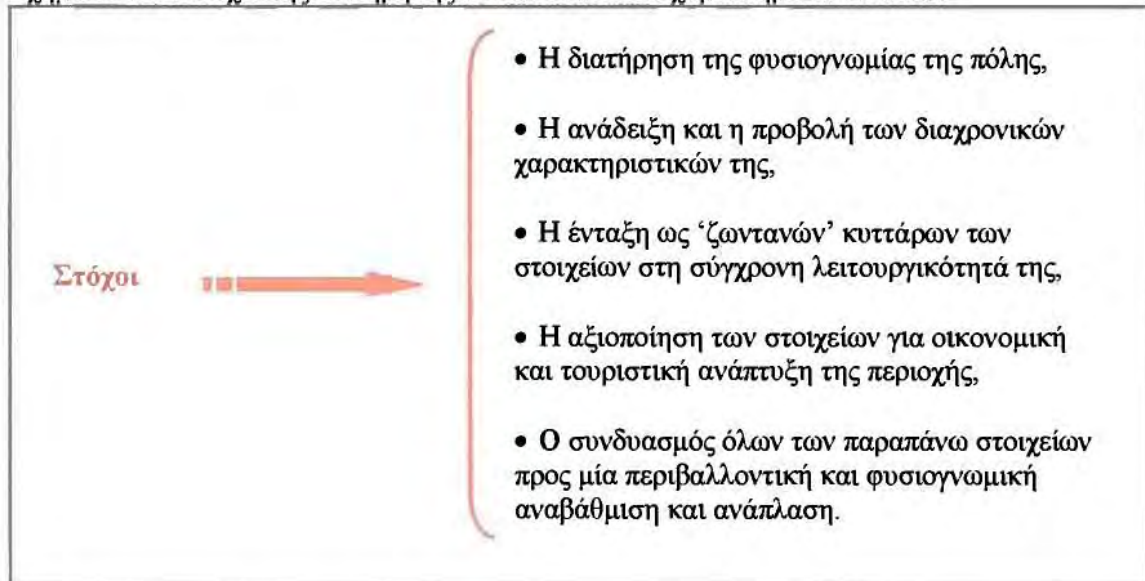 Στόχοι
• Η διατήρηση της φυσιογνωμίας της πόλης,
• Η ανάδειξη και η προβολή των διαχρονικών
χαρακτηριστικών της,
• Η ένταξη ως ‘ζωντανών’ κυττάρων των
στοιχείων στη σύγχρονη λειτουργικότητά της,
• Η αξιοποίηση των στοιχείων για οικονομική
και τουριστική ανάπτυξη της περιοχής,
• Ο συνδυασμός όλων των παραπάνω στοιχείων
προς μία περιβαλλοντική και φυσιογνωμική
αναβάθμιση και ανάπλαση.